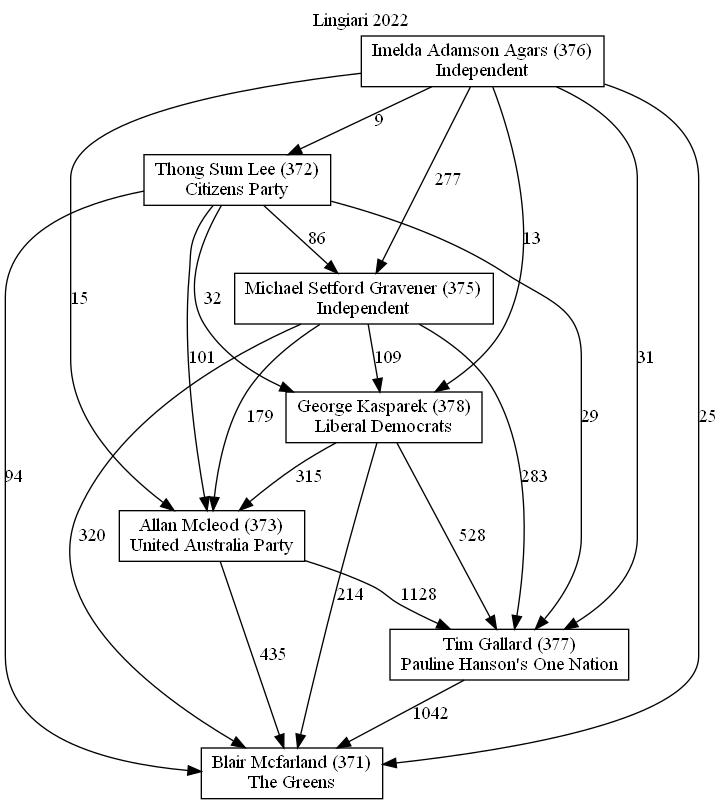 Lingiari 2022
Imelda Adamson Agars (376)
Independent
9
277
13
Thong Sum Lee (372)
Citizens Party
86
15
32
31
25
Michael Setford Gravener (375)
Independent
101
109
29
179
George Kasparek (378)
Liberal Democrats
94
315
283
320
528
Allan Mcleod (373)
United Australia Party
214
1128
435
Tim Gallard (377)
Pauline Hanson's One Nation
1042
Blair Mcfarland (371)
The Greens